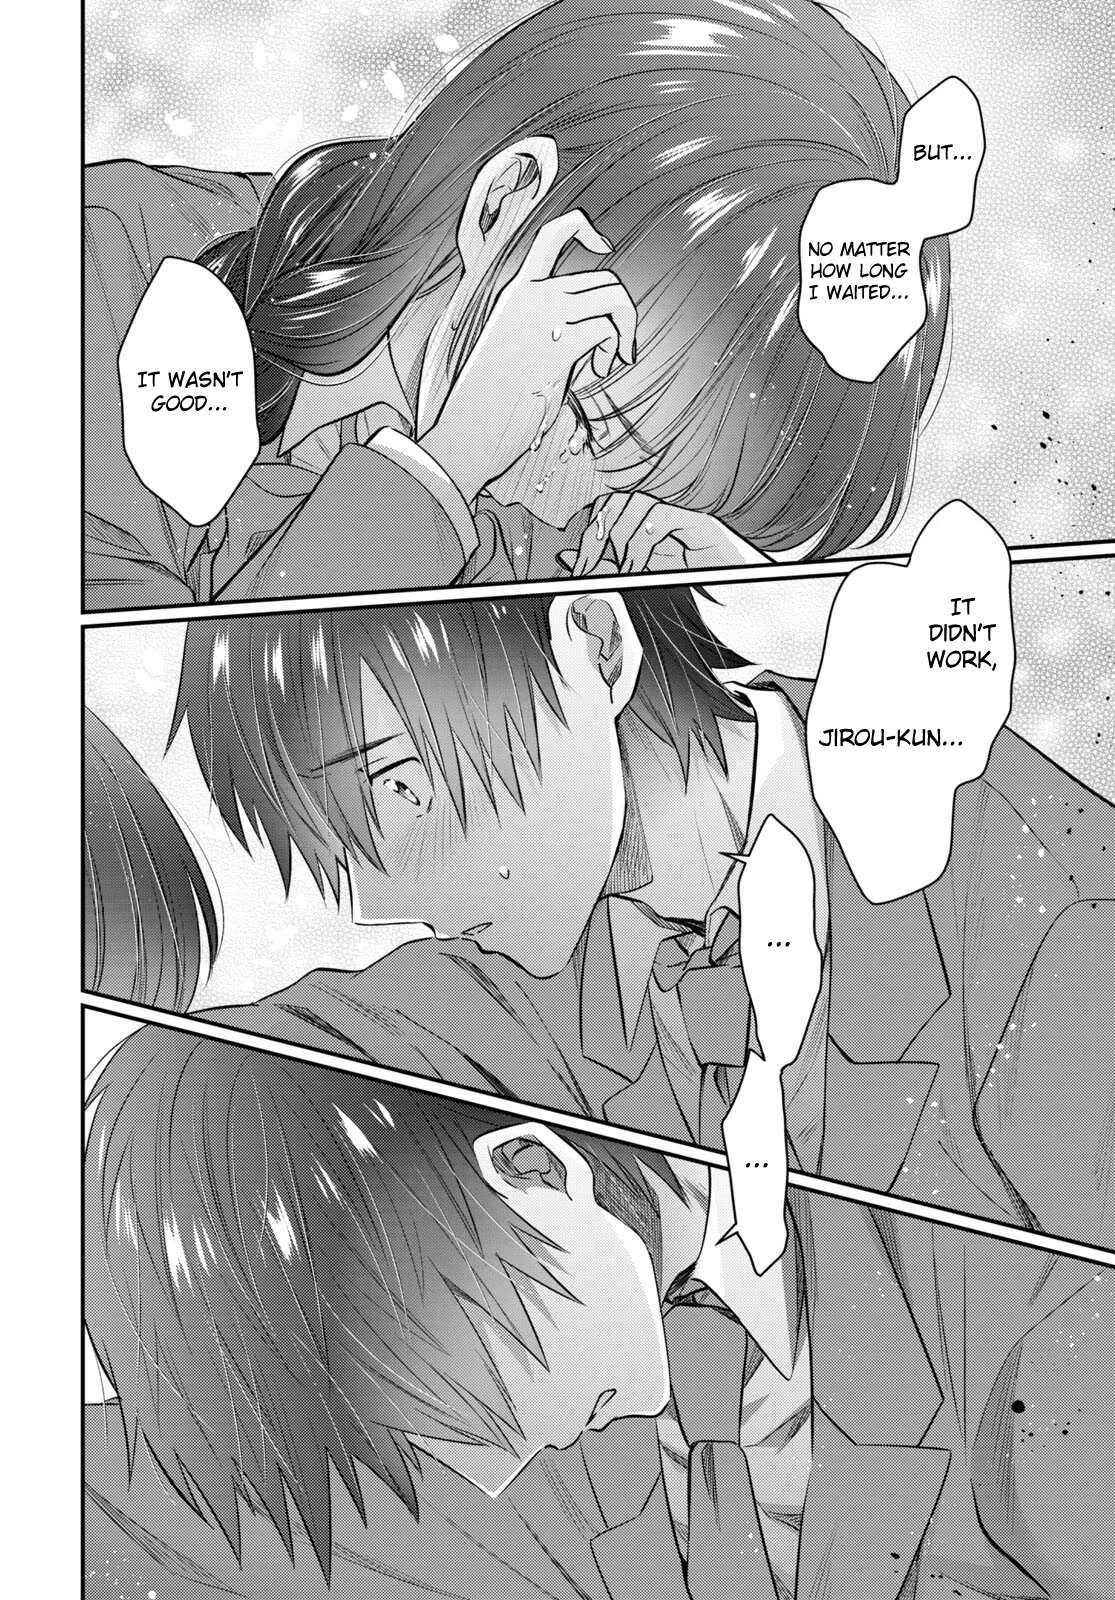 BUT...
NO MATTER
HOW LONG
I WAITED...
IT WASN'T
GOOD...
IT
DIDN'T
WORK,
JIROU-KUN...
...
...